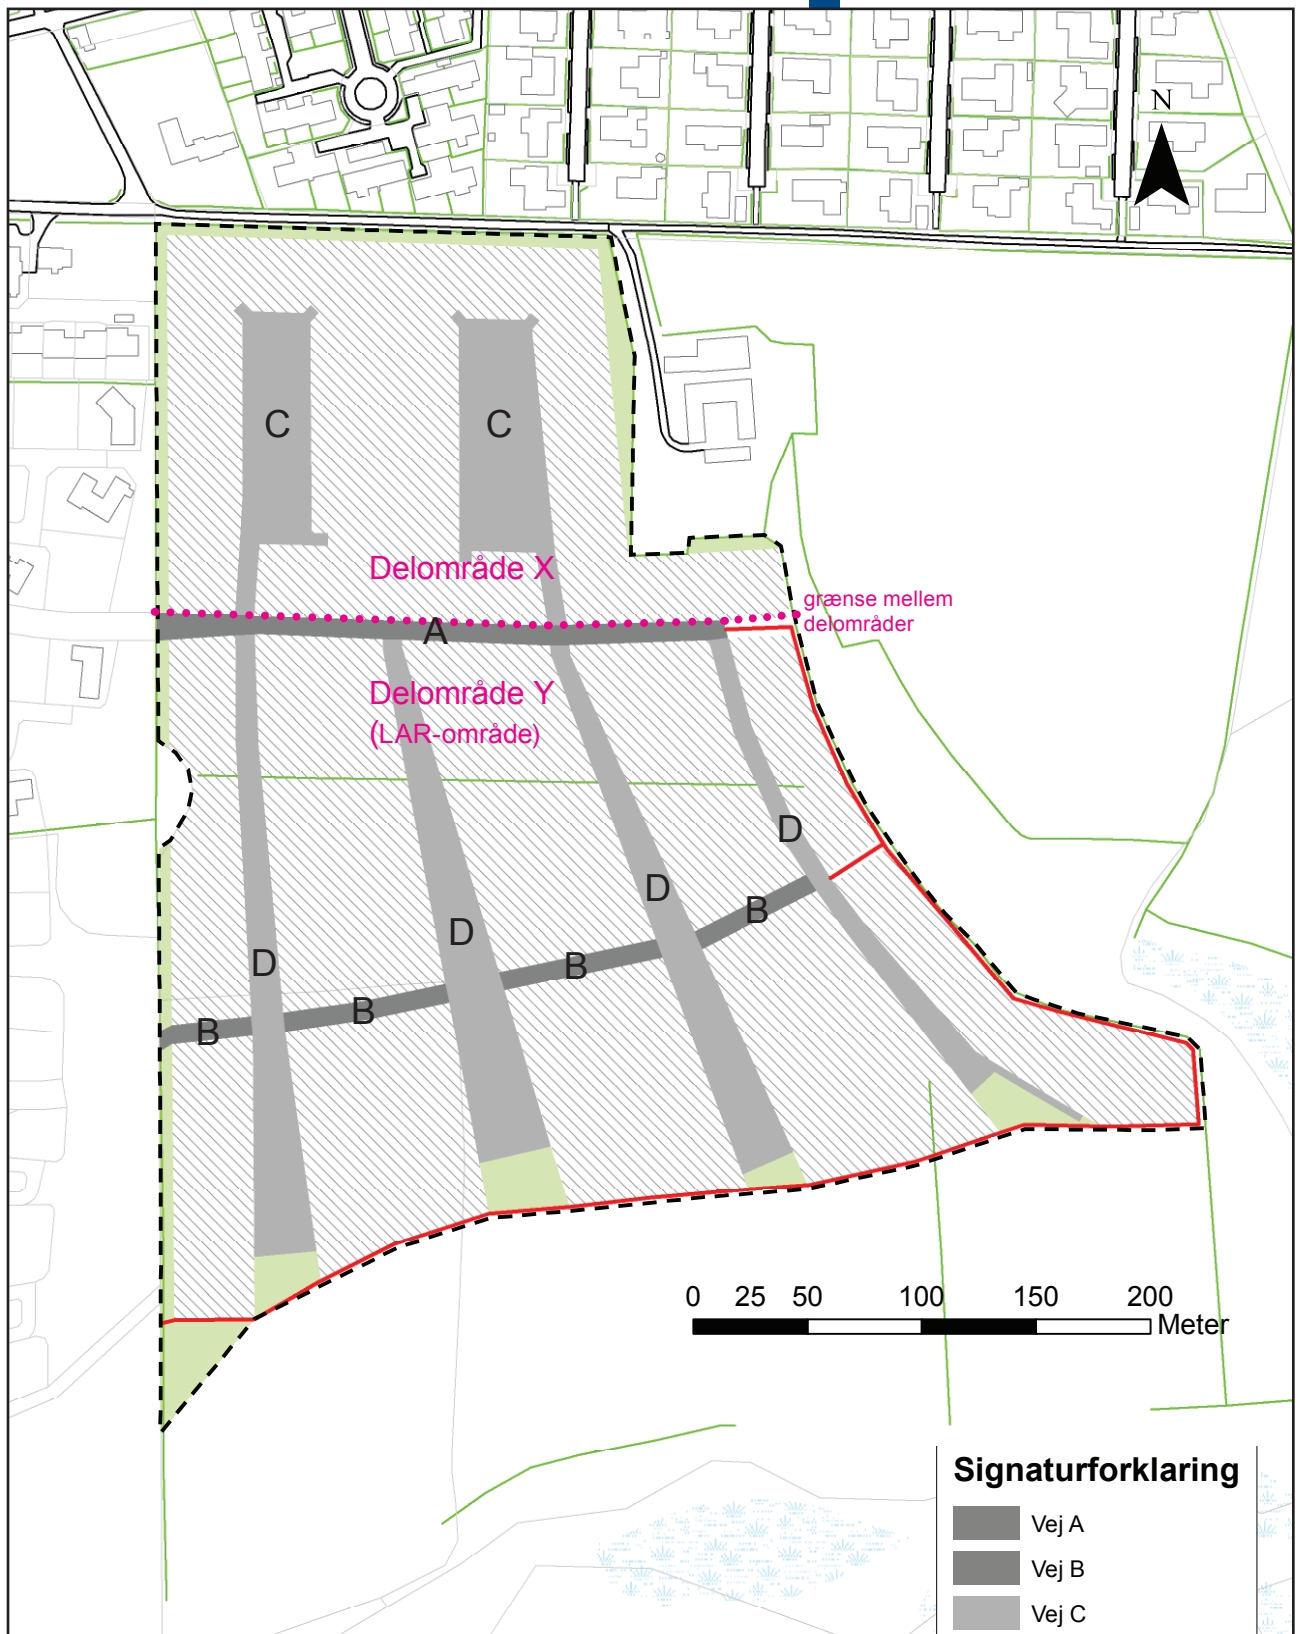 N
C
C
Delområde X
grænse mellem
delområder
A
Delområde Y
(LAR-område)
D
D
B
D
B
D
B
B
0 25 50 100 150 200
Meter
Signaturforklaring
Vej A
Vej B
Vej C